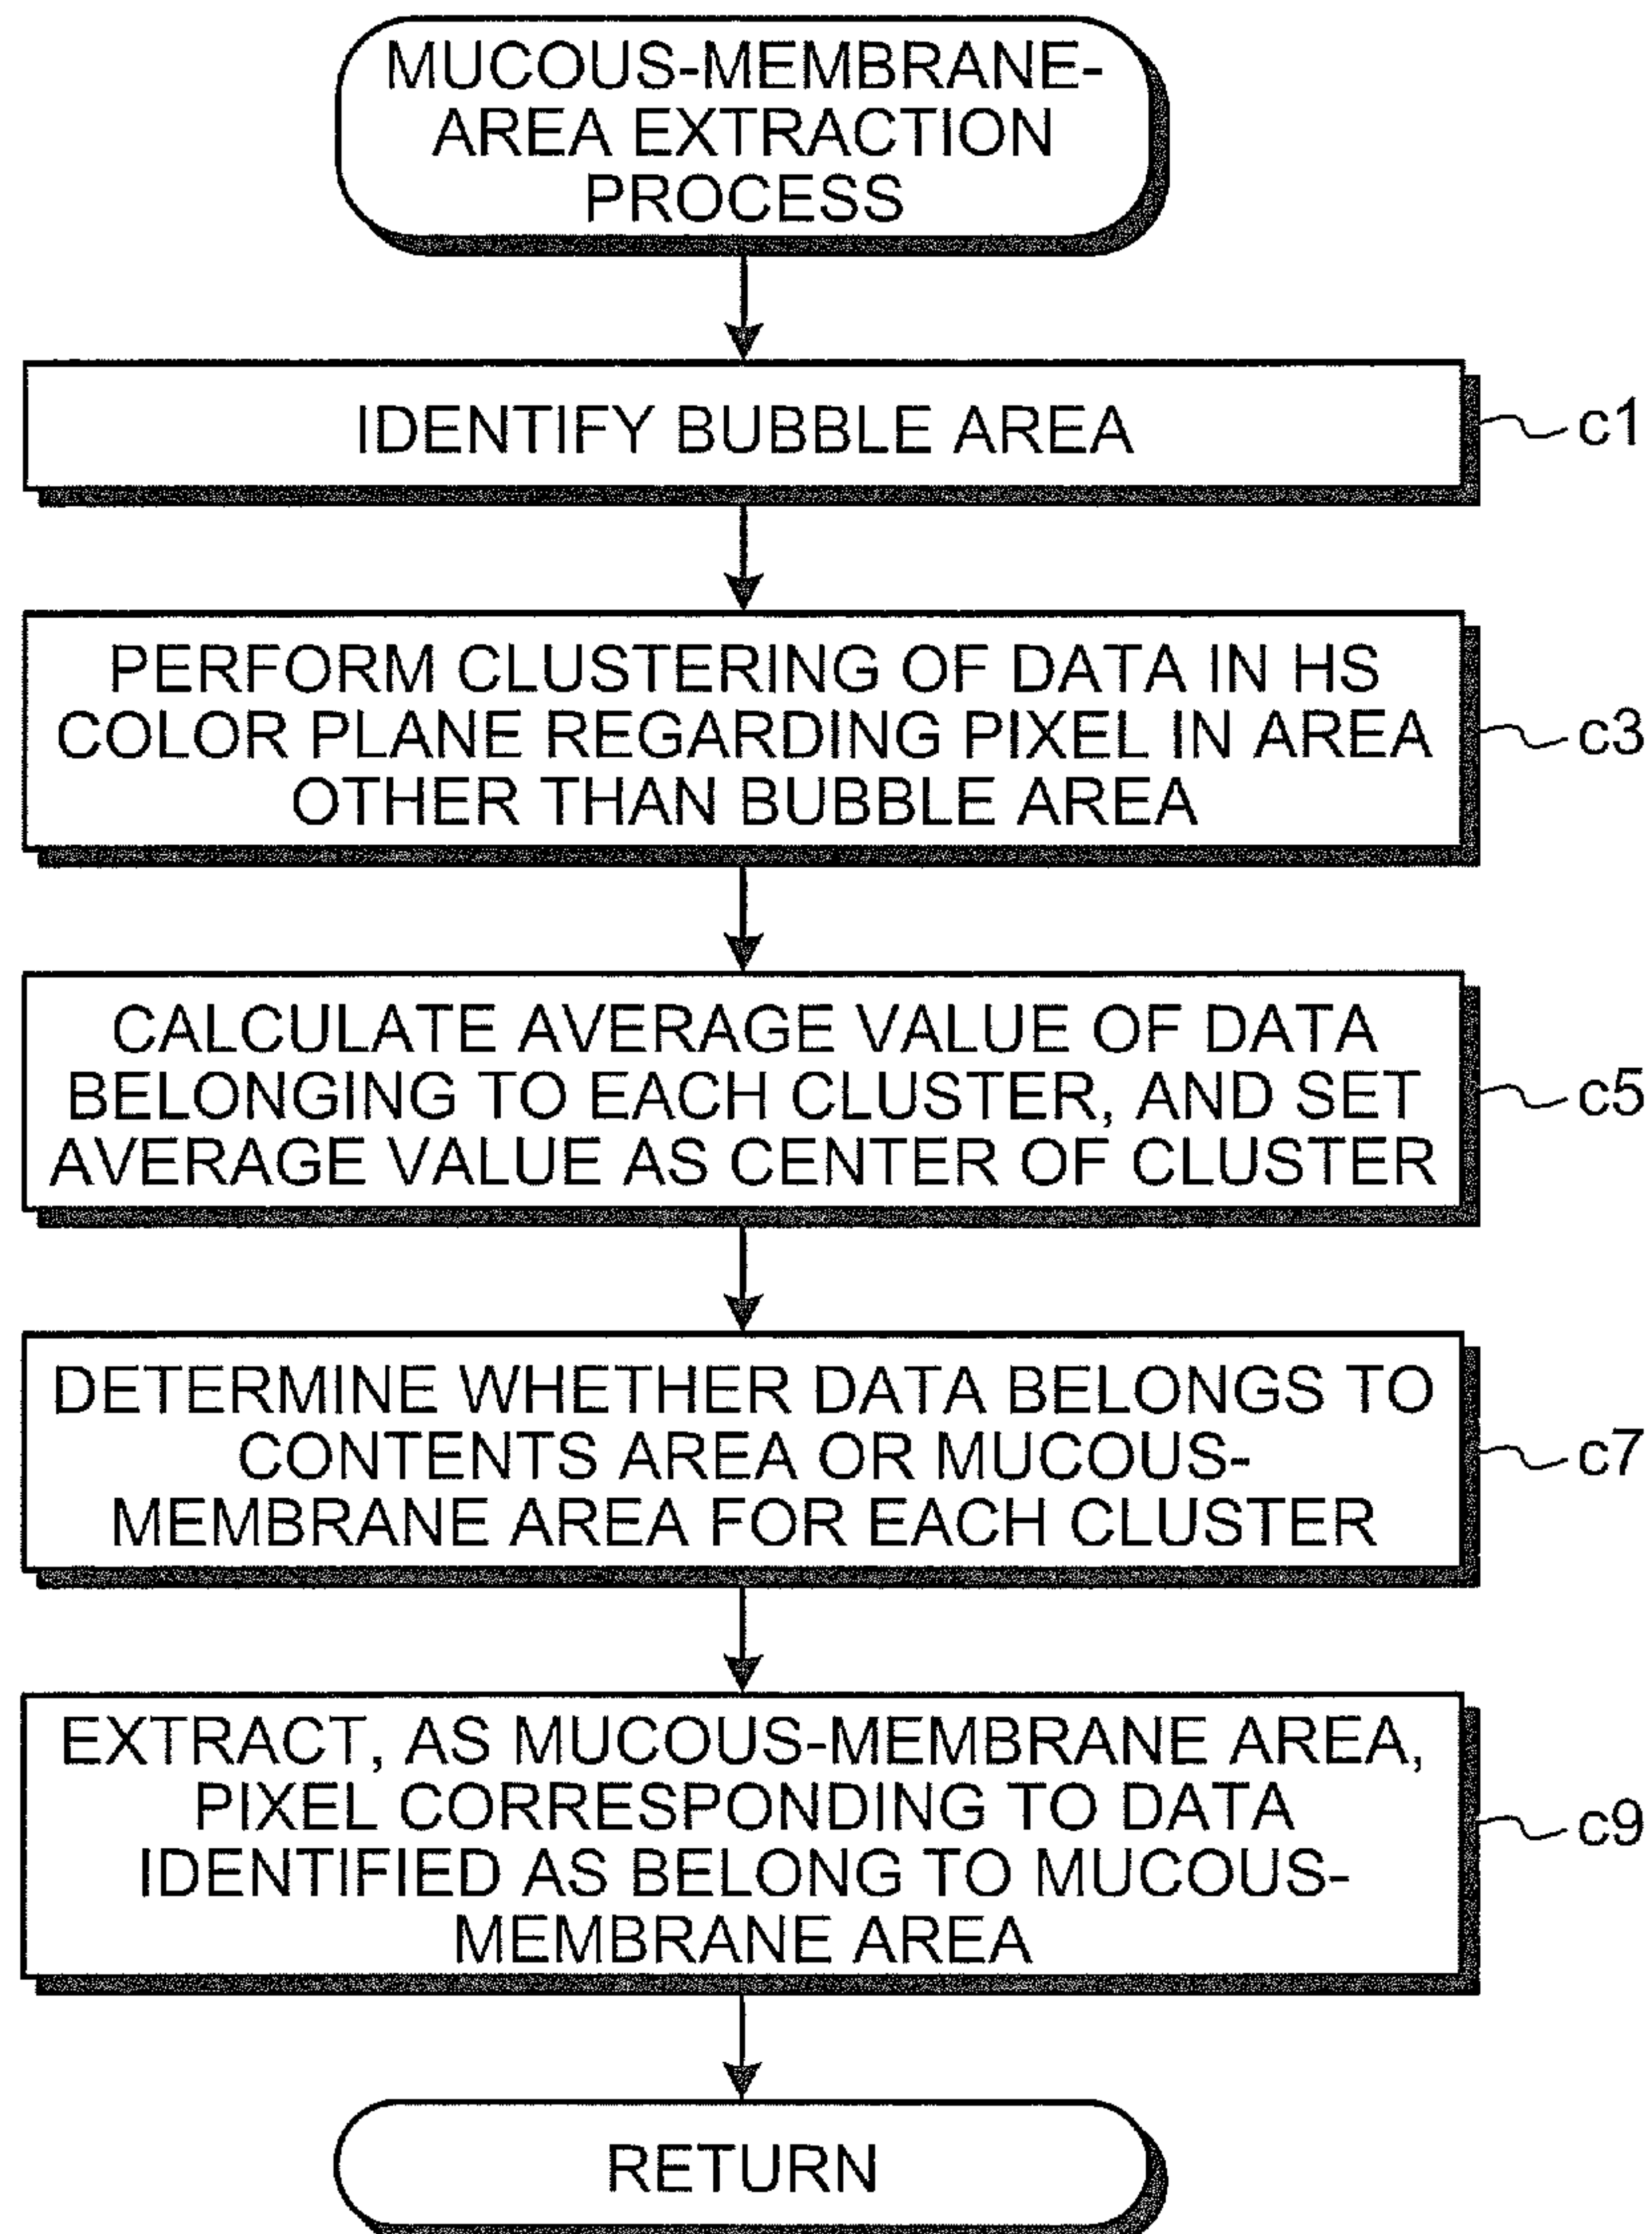 MUCOUS-MEMBRANE-
AREA EXTRACTION
PROCESS
IDENTIFY BUBBLE AREA
c1
PERFORM CLUSTERING OF DATA IN HS
COLOR PLANE REGARDING PIXEL IN AREA
OTHER THAN BUBBLE AREA
c3
CALCULATE AVERAGE VALUE OF DATA
BELONGING TO EACH CLUSTER, AND SET
AVERAGE VALUE AS CENTER OF CLUSTER
c5
DETERMINE WHETHER DATA BELONGS TO
CONTENTS AREA OR MUCOUS-
MEMBRANE AREA FOR EACH CLUSTER
c7
EXTRACT, AS MUCOUS-MEMBRANE AREA,
PIXEL CORRESPONDING TO DATA
IDENTIFIED AS BELONG TO MUCOUS-
MEMBRANE AREA
c9
RETURN